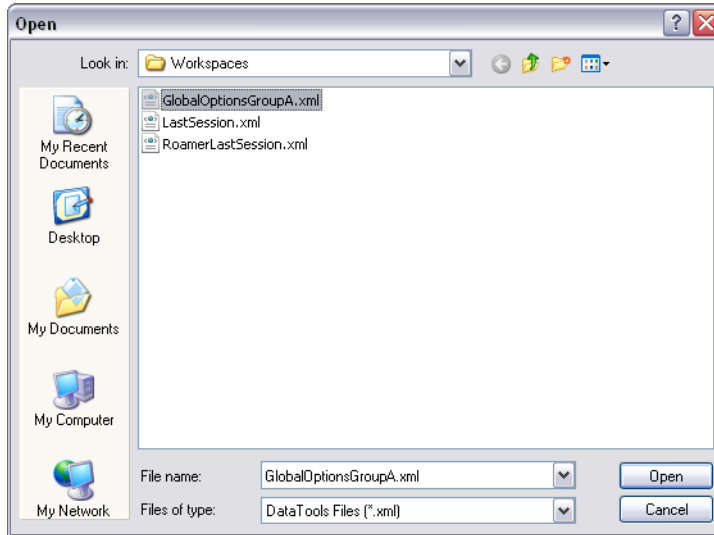 Open
Look in: Workspaces
GlobalOptionsGroupA.xml
LastSession.xml
RoamerLastSession.xml
My Recent
Documents
Desktop
My Documents
My Computer
My Network
File name: GlobalOptionsGroupA.xml Open
Files of type: DataTools Files (*.xml) Cancel